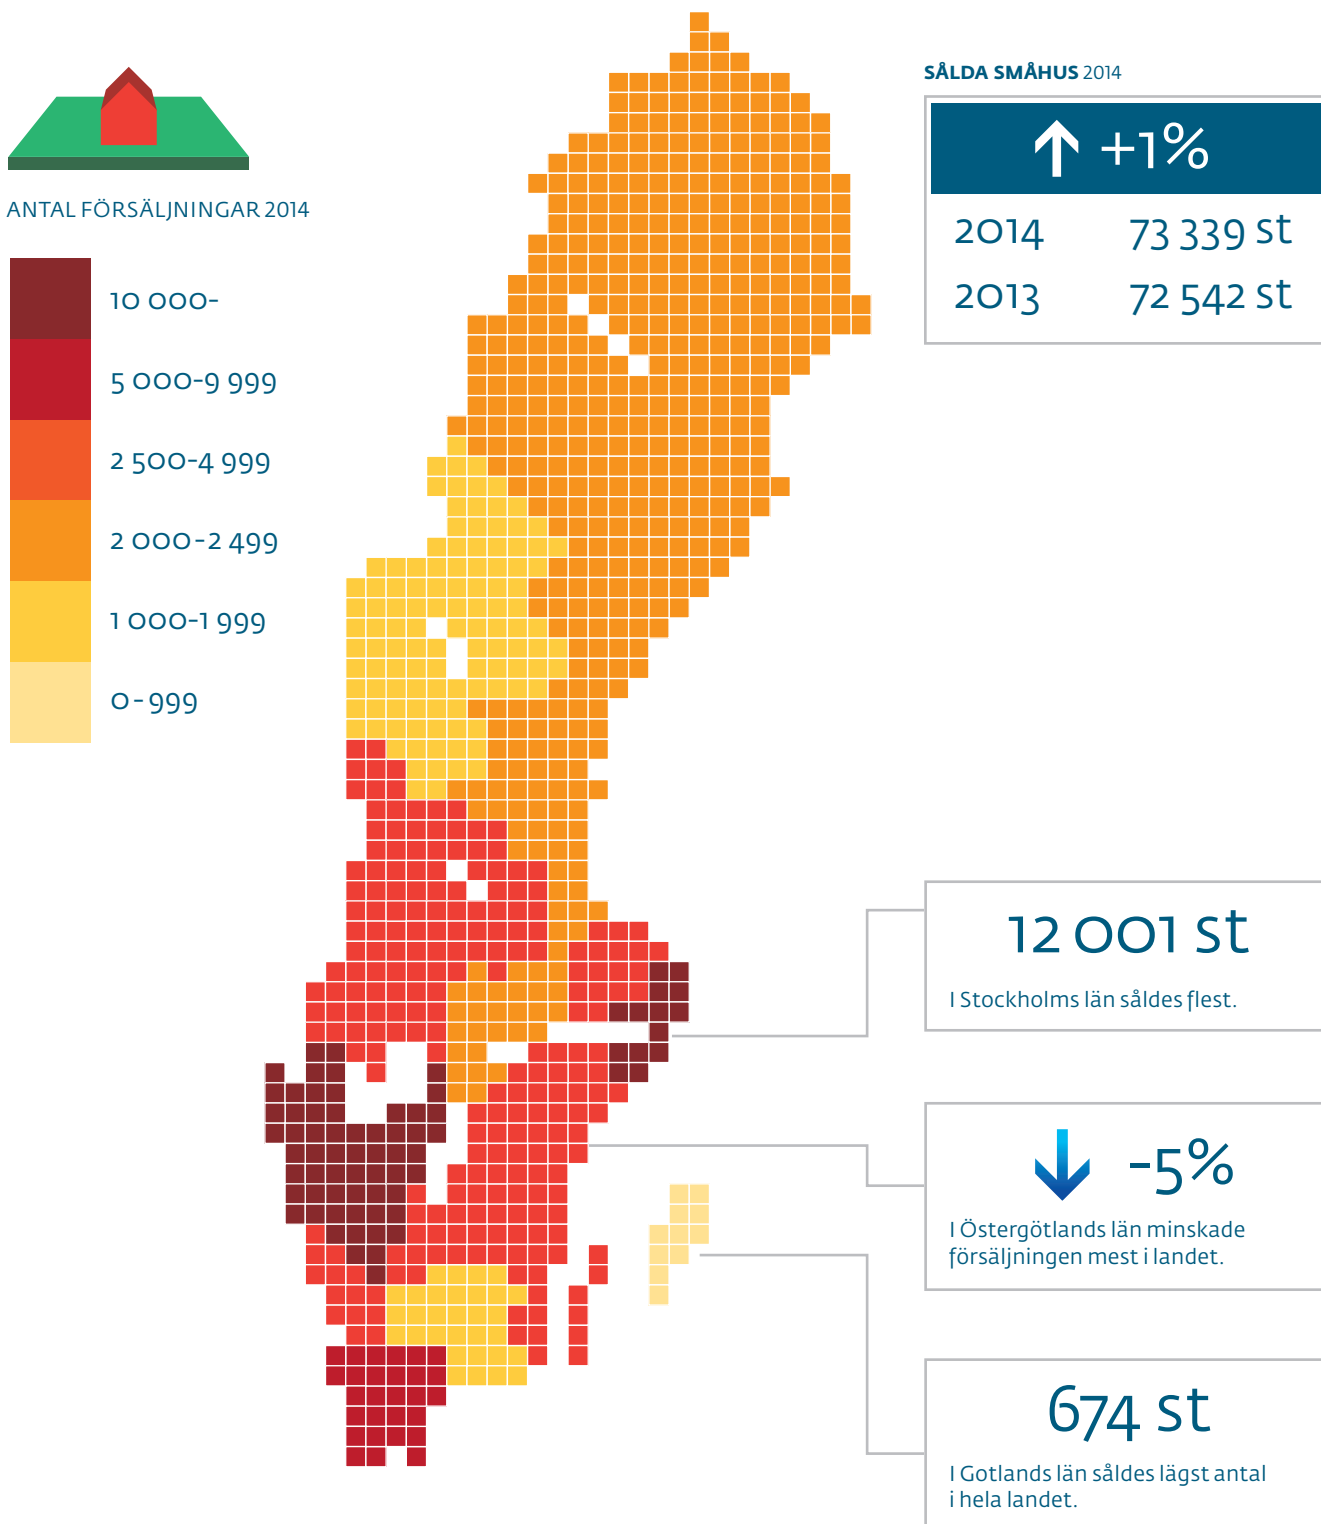 ANTAL FÖRSÄLJNINGAR 2014
10 000-
5 000-9 999
2 500-4 999
2 000-2 499
1 000-1 999
0-999
SÅLDA SMÅHUS 2014
+1%
2014 73 339 st
2013 72 542 st
12 001 st
I Stockholms län såldes flest.
-5%
I Östergötlands län minskade
försäljningen mest i landet.
674 st
I Gotlands län såldes lägst antal
i hela landet.